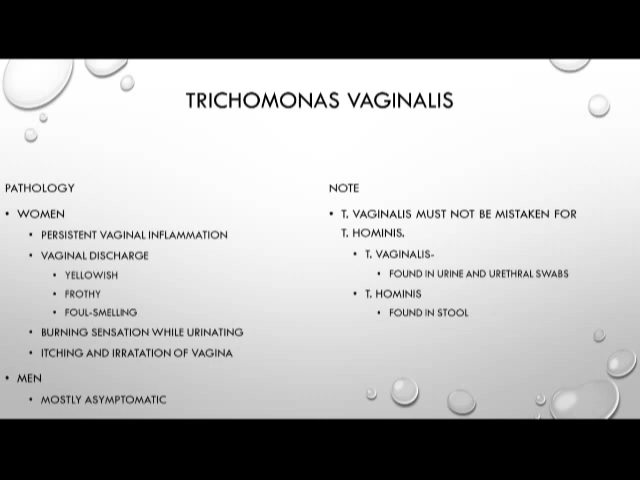 TRICHOMONAS VAGINALIS
PATHOLOGY
• WOMEN
• PERSISTENT VAGINAL INFLAMMATION
• VAGINAL DISCHARGE
• YELLOWISH
• FROTHY
• FOUL-SMELLING
• BURNING SENSATION WHILE URINATING
• ITCHING AND IRRATATION OF VAGINA
• MEN
• MOSTLY ASYMPTOMATIC
NOTE
• T. VAGINALIS MUST NOT BE MISTAKEN FOR
T. HOMINIS.
• T. VAGINALIS-
• FOUND IN URINE AND URETHRAL SWABS
• T. HOMINIS
• FOUND IN STOOL